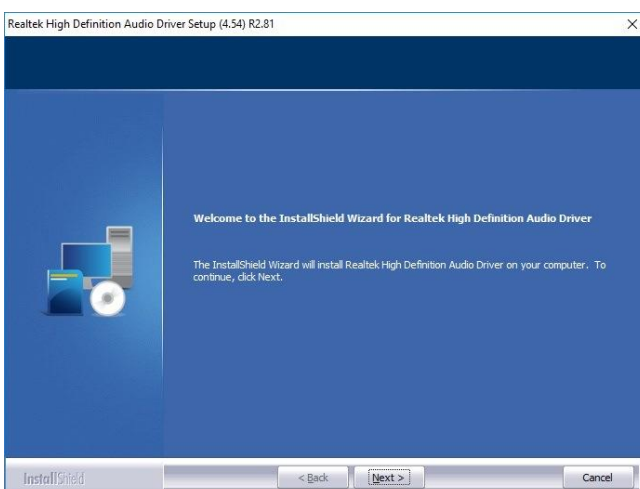 Realtek High Definition Audio Driver Setup (4.54) R2.81
Welcome to the InstallShield Wizard for Realtek High Definition Audio Driver
The InstallShield Wizard will install Realtek High Definition Audio Driver on your computer. To
continue, click Next.
InstallShield
< Back
Next >
Cancel